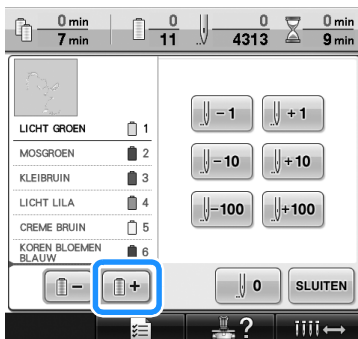 0 min 0 0 0 min
7 min 11 4313 9 min
LICHT GROEN 1
MOSGROEN 2
KLEIBRUIN 3
LICHT LILA 4
CREME BRUIN 5
KOREN BLOEMEN
BLAUW 6
-1 +1
-10 +10
-100 +100
- + 0 SLUITEN
?